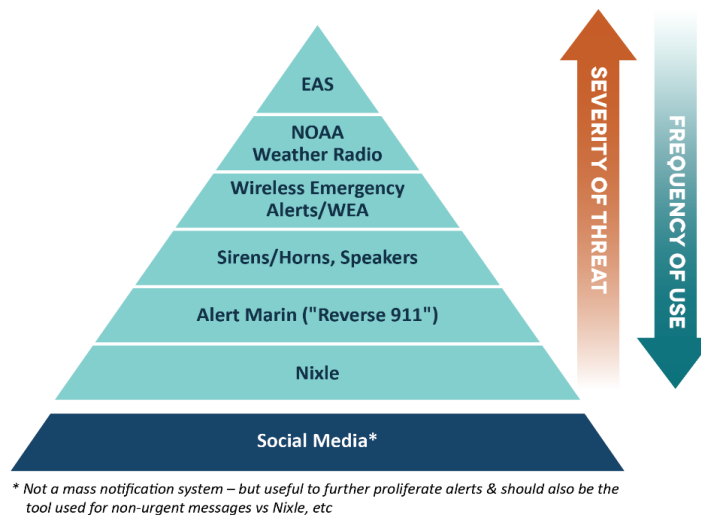 EAS
NOAA
Weather Radio
Wireless Emergency
Alerts/WEA
Sirens/Horns, Speakers
Alert Marin ("Reverse 911")
Nixle
Social Media*
SEVERITY OF THREAT
FREQUENCY OF USE
* Not a mass notification system – but useful to further proliferate alerts & should also be the
tool used for non-urgent messages vs Nixle, etc